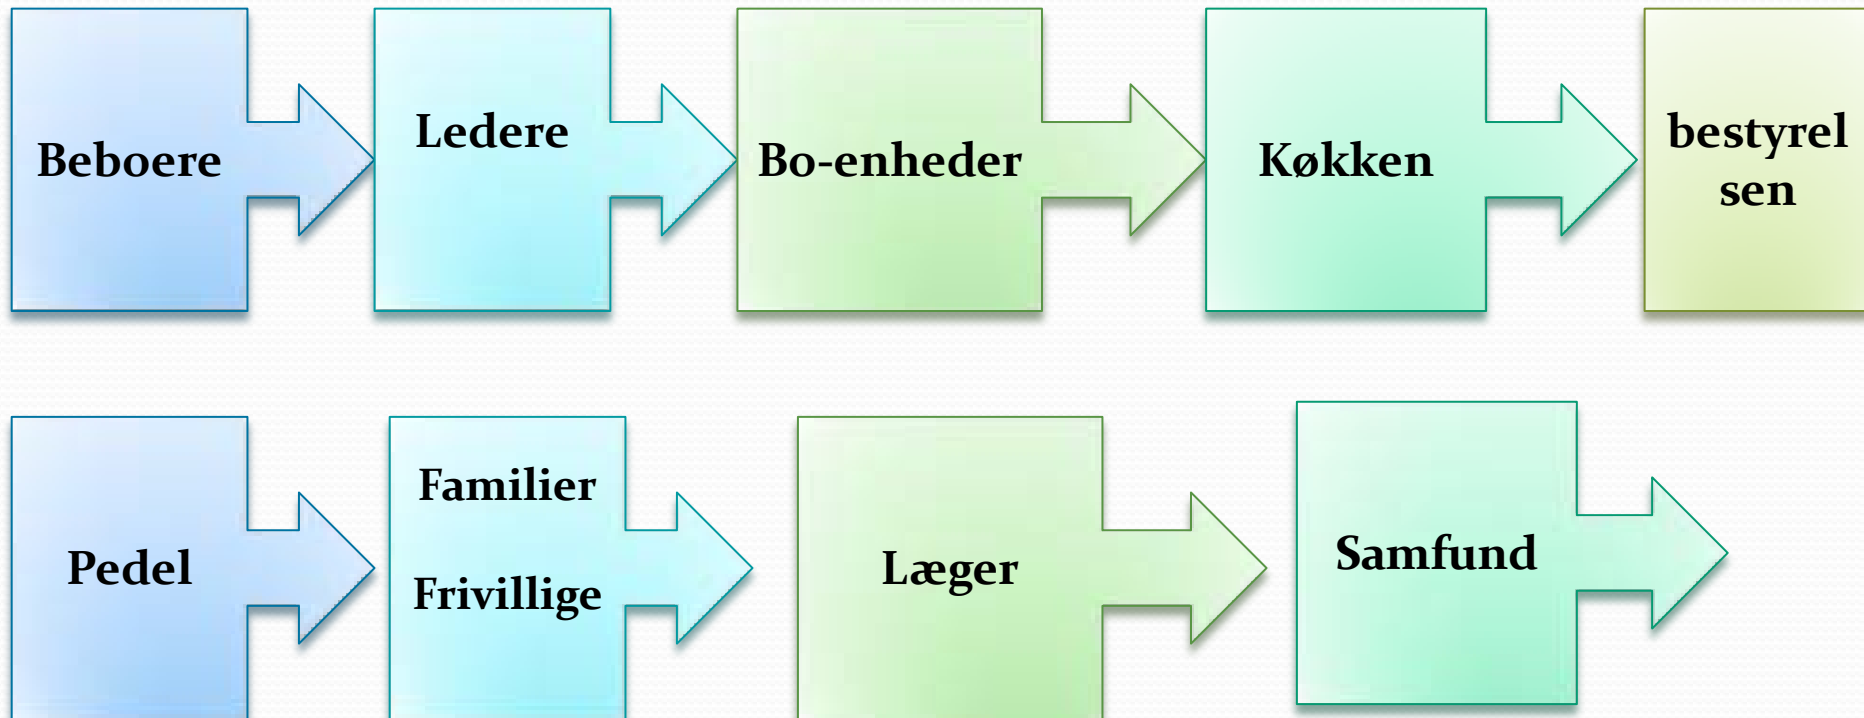 Beboere
Ledere
Bo-enheder
Køkken
bestyrel
sen
Pedel
Familier
Frivillige
Læger
Samfund